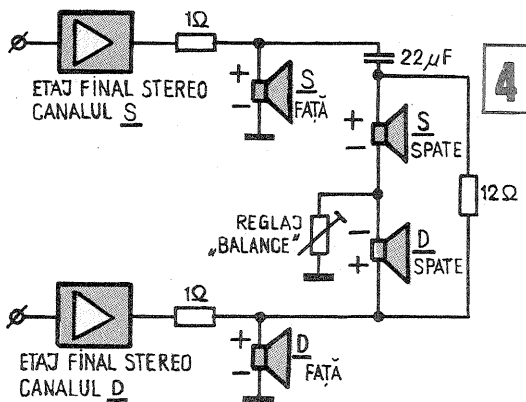 1Ω
22µF
4
+
−
S
FAȚĂ
ETAJ FINAL STEREO
CANALUL S
+
−
S
SPATE
12Ω
REGLAJ
„BALANCE”
−
+
D
SPATE
1Ω
+
−
D
FAȚĂ
ETAJ FINAL STEREO
CANALUL D